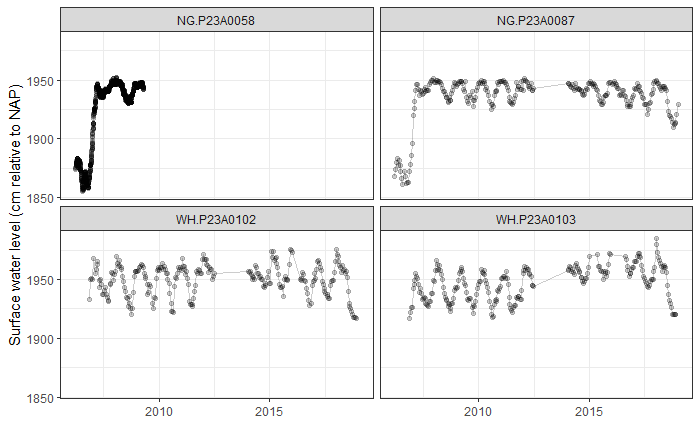 NG.P23A0058
NG.P23A0087
1950
1900
1850
WH.P23A0102
WH.P23A0103
1950
1900
1850
2010
2015
2010
2015
Surface water level (cm relative to NAP)